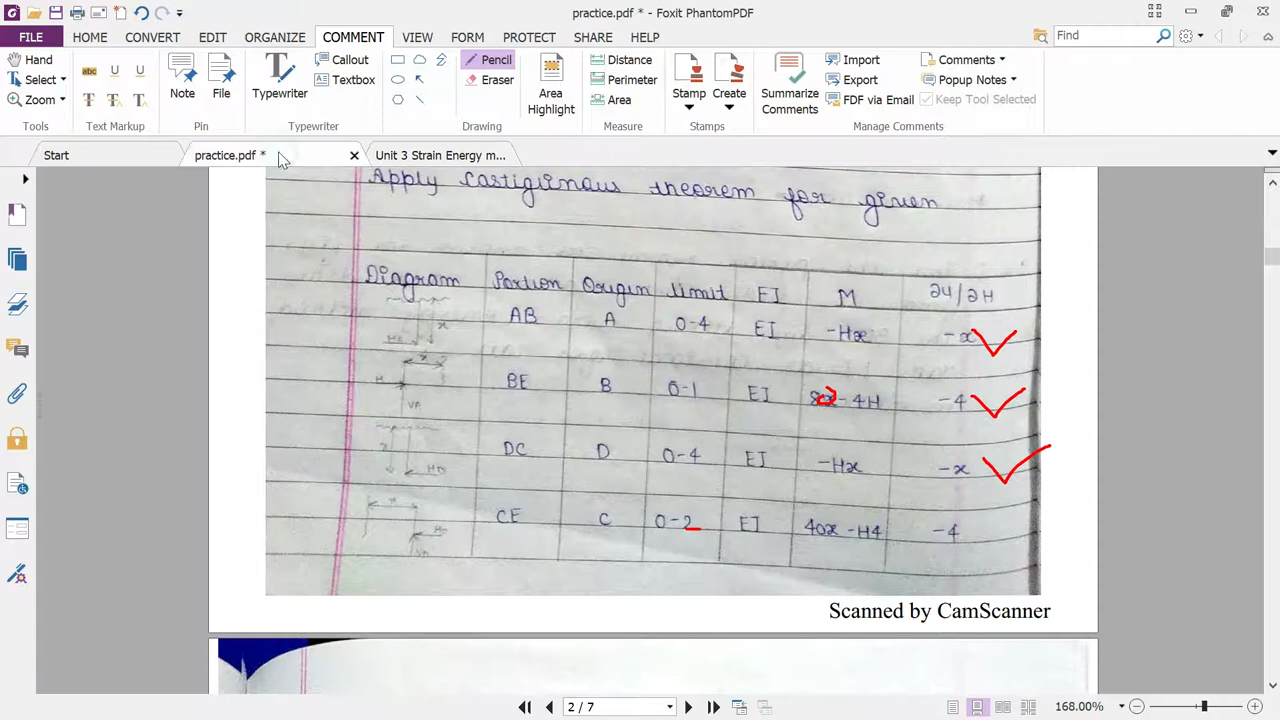 practice.pdf * - Foxit PhantomPDF
FILE HOME CONVERT EDIT ORGANIZE COMMENT VIEW FORM PROTECT SHARE HELP Find
Hand Select Zoom Tools
abc U U T T T Text Markup
Note File Pin
Typewriter Callout Textbox Typewriter
Pencil Eraser Area Highlight Drawing
Distance Perimeter Area Measure
Stamp Create Stamps
Summarize Comments Import Export FDF via Email Comments Popup Notes Keep Tool Selected Manage Comments
Start practice.pdf * Unit 3 Strain Energy m...
Apply castiglinous theorem for given
Diagram Portion Origin limit EI M ∂4/∂H
AB A 0-4 EI -Hx -x
BE B 0-1 EI 8x-4H -4
DC D 0-4 EI -Hx -x
CE C 0-2 EI 40x-H4 -4
Scanned by CamScanner
2 / 7 168.00%